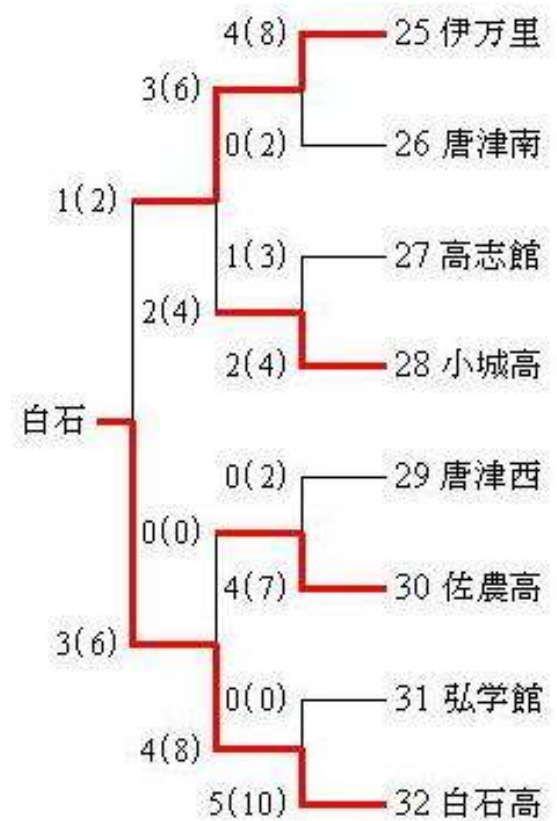 4(8)
25 伊万里
3(6)
0(2)
26 唐津南
1(2)
1(3)
27 高志館
2(4)
2(4)
28 小城高
白石
0(2)
29 唐津西
0(0)
4(7)
30 佐農高
3(6)
0(0)
31 弘学館
4(8)
5(10)
32 白石高